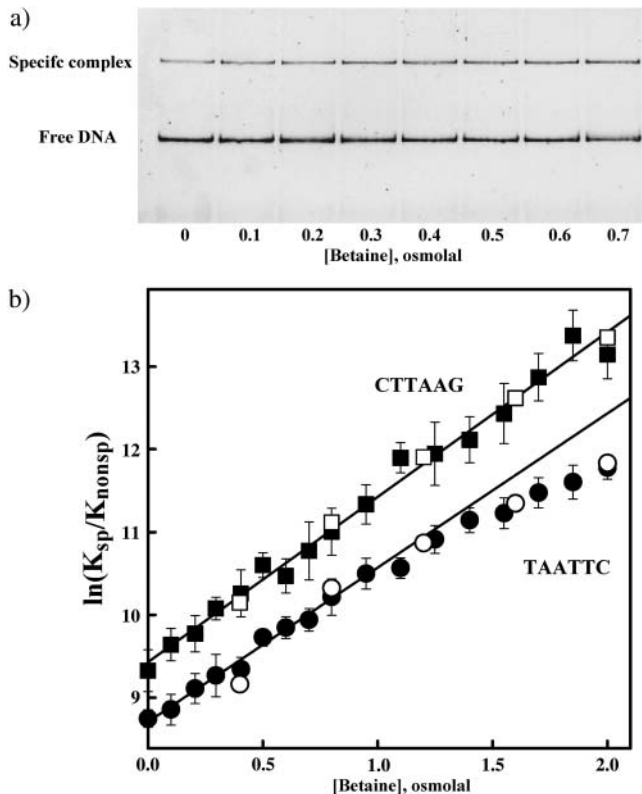 a)
Specifc complex
Free DNA
0 0.1 0.2 0.3 0.4 0.5 0.6 0.7
[Betaine], osmolal
b)
13
12
11
10
9
8
ln(Ksp/Knonsp)
CTTAAG
TAATTC
0.0 0.5 1.0 1.5 2.0
[Betaine], osmolal